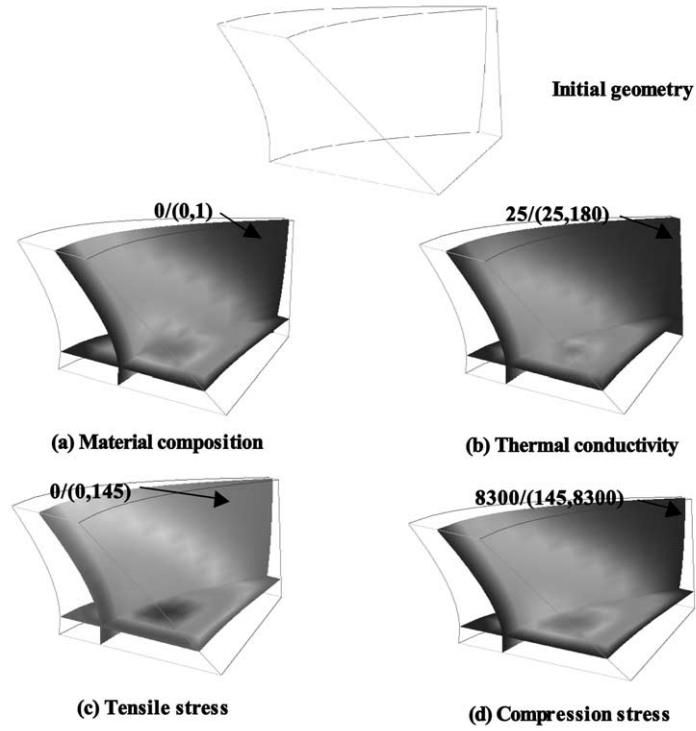 Initial geometry
0/(0,1)
25/(25,180)
(a) Material composition
(b) Thermal conductivity
0/(0,145)
8300/(145,8300)
(c) Tensile stress
(d) Compression stress